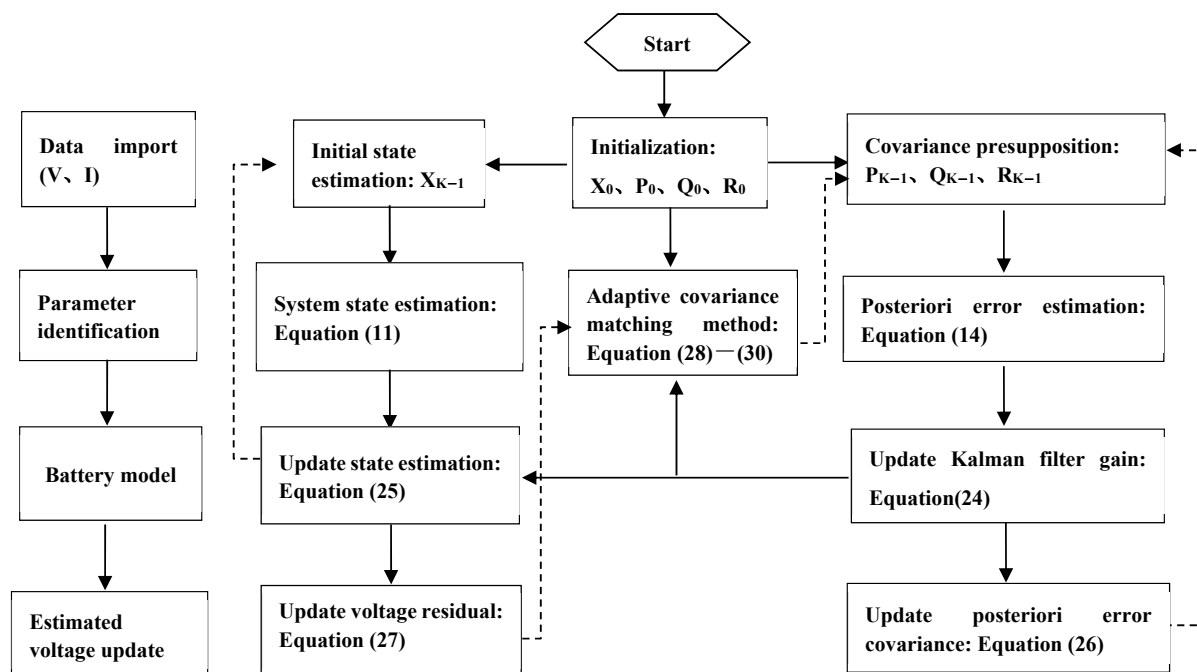 Start
Data import
(V、I)
Parameter
identification
Battery model
Estimated
voltage update
Initial state
estimation: XK−1
System state estimation:
Equation (11)
Update state estimation:
Equation (25)
Update voltage residual:
Equation (27)
Initialization:
X0、P0、Q0、R0
Adaptive covariance
matching method:
Equation (28)—(30)
Covariance presupposition:
PK−1、QK−1、RK−1
Posteriori error estimation:
Equation (14)
Update Kalman filter gain:
Equation(24)
Update posteriori error
covariance: Equation (26)